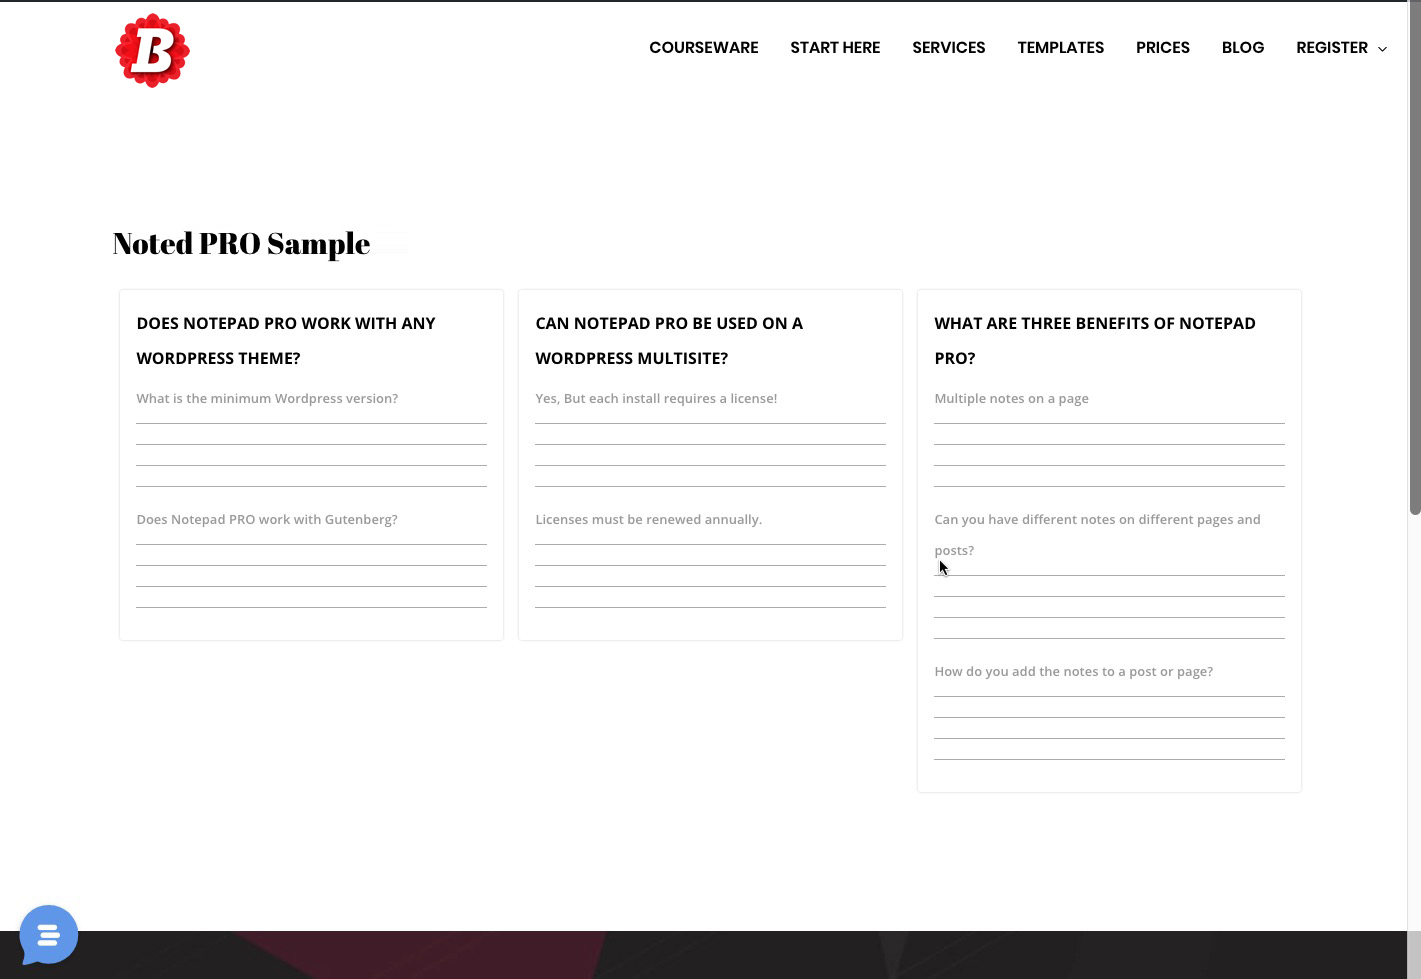 B
COURSEWARE
START HERE
SERVICES
TEMPLATES
PRICES
BLOG
REGISTER
Noted PRO Sample
DOES NOTEPAD PRO WORK WITH ANY
WORDPRESS THEME?
What is the minimum Wordpress version?
Does Notepad PRO work with Gutenberg?
CAN NOTEPAD PRO BE USED ON A
WORDPRESS MULTISITE?
Yes, But each install requires a license!
Licenses must be renewed annually.
WHAT ARE THREE BENEFITS OF NOTEPAD
PRO?
Multiple notes on a page
Can you have different notes on different pages and
posts?
How do you add the notes to a post or page?